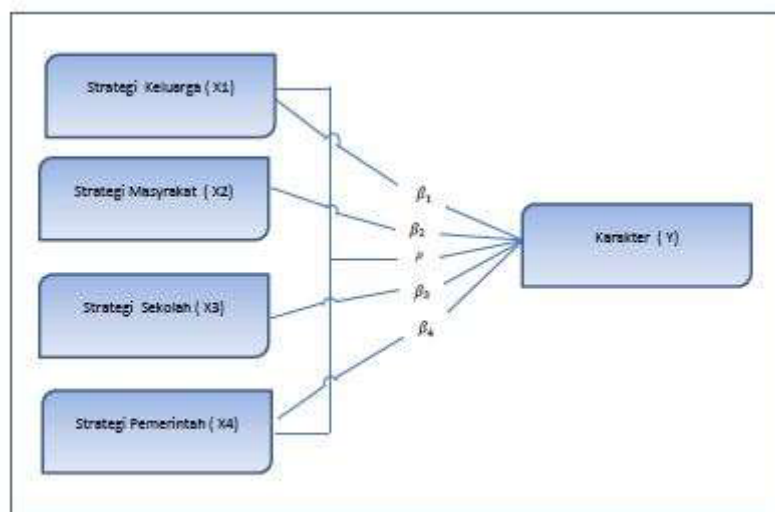 Strategi Keluarga ( X1)
Strategi Masyrakat ( X2)
Strategi Sekolah ( X3)
Strategi Pemerintah ( X4)
β₁
β₂
β₃
β₄
Karakter ( Y)